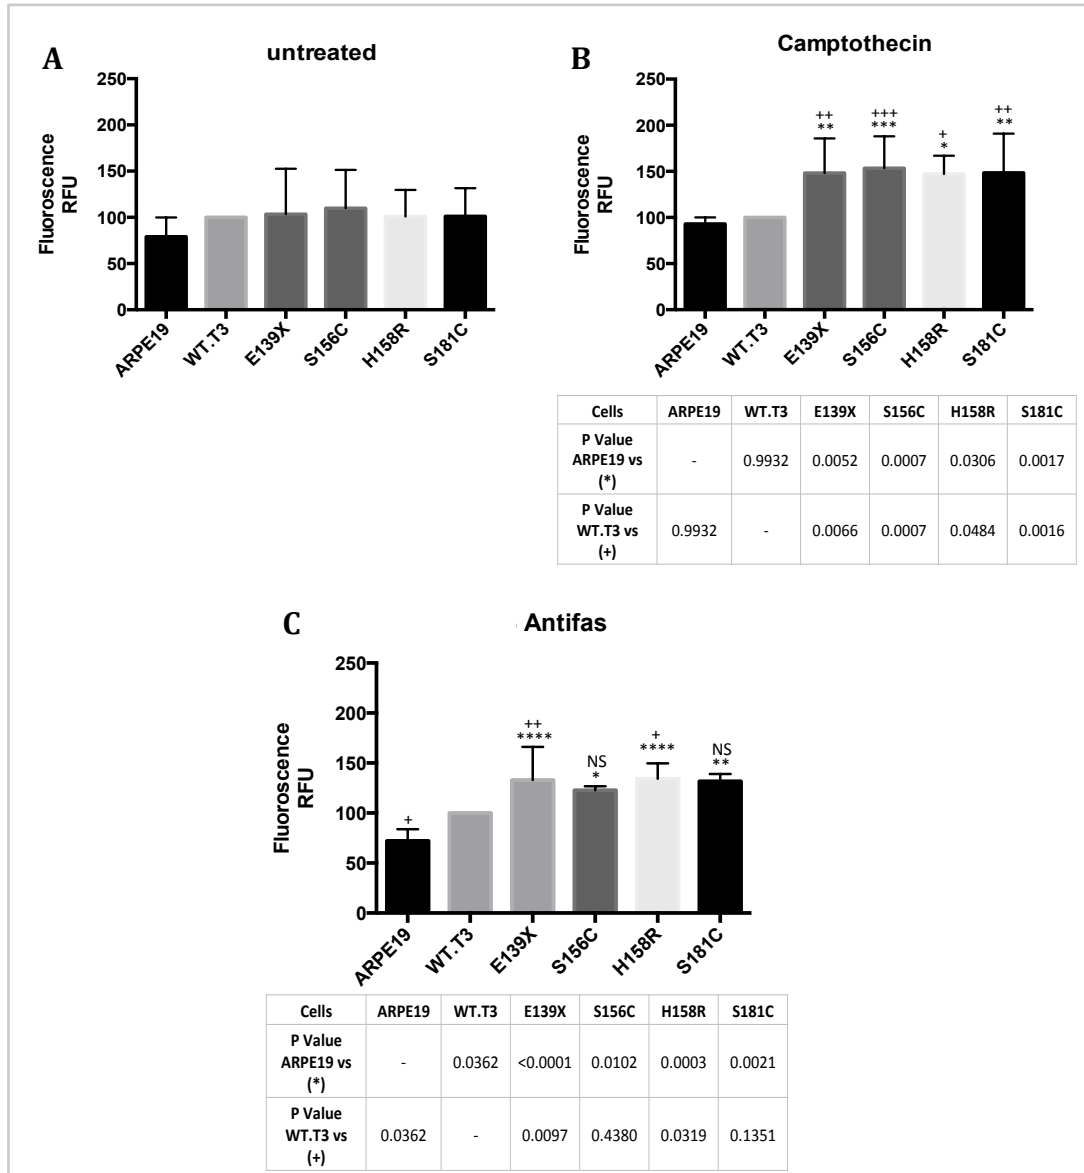 A
untreated
Fluoroscence
RFU
250
200
150
100
50
0
ARPE19
WT.T3
E139X
S156C
H158R
S181C
B
Camptothecin
Fluoroscence
RFU
250
200
150
100
50
0
++
**
+++
***
+
*
++
**
ARPE19
WT.T3
E139X
S156C
H158R
S181C
Cells ARPE19 WT.T3 E139X S156C H158R S181C
P Value
ARPE19 vs
(*)
- 0.9932 0.0052 0.0007 0.0306 0.0017
P Value
WT.T3 vs
(+)
0.9932 - 0.0066 0.0007 0.0484 0.0016
C
Antifas
Fluoroscence
RFU
250
200
150
100
50
0
+
++
****
NS
*
+
****
NS
**
ARPE19
WT.T3
E139X
S156C
H158R
S181C
Cells ARPE19 WT.T3 E139X S156C H158R S181C
P Value
ARPE19 vs
(*)
- 0.0362 <0.0001 0.0102 0.0003 0.0021
P Value
WT.T3 vs
(+)
0.0362 - 0.0097 0.4380 0.0319 0.1351